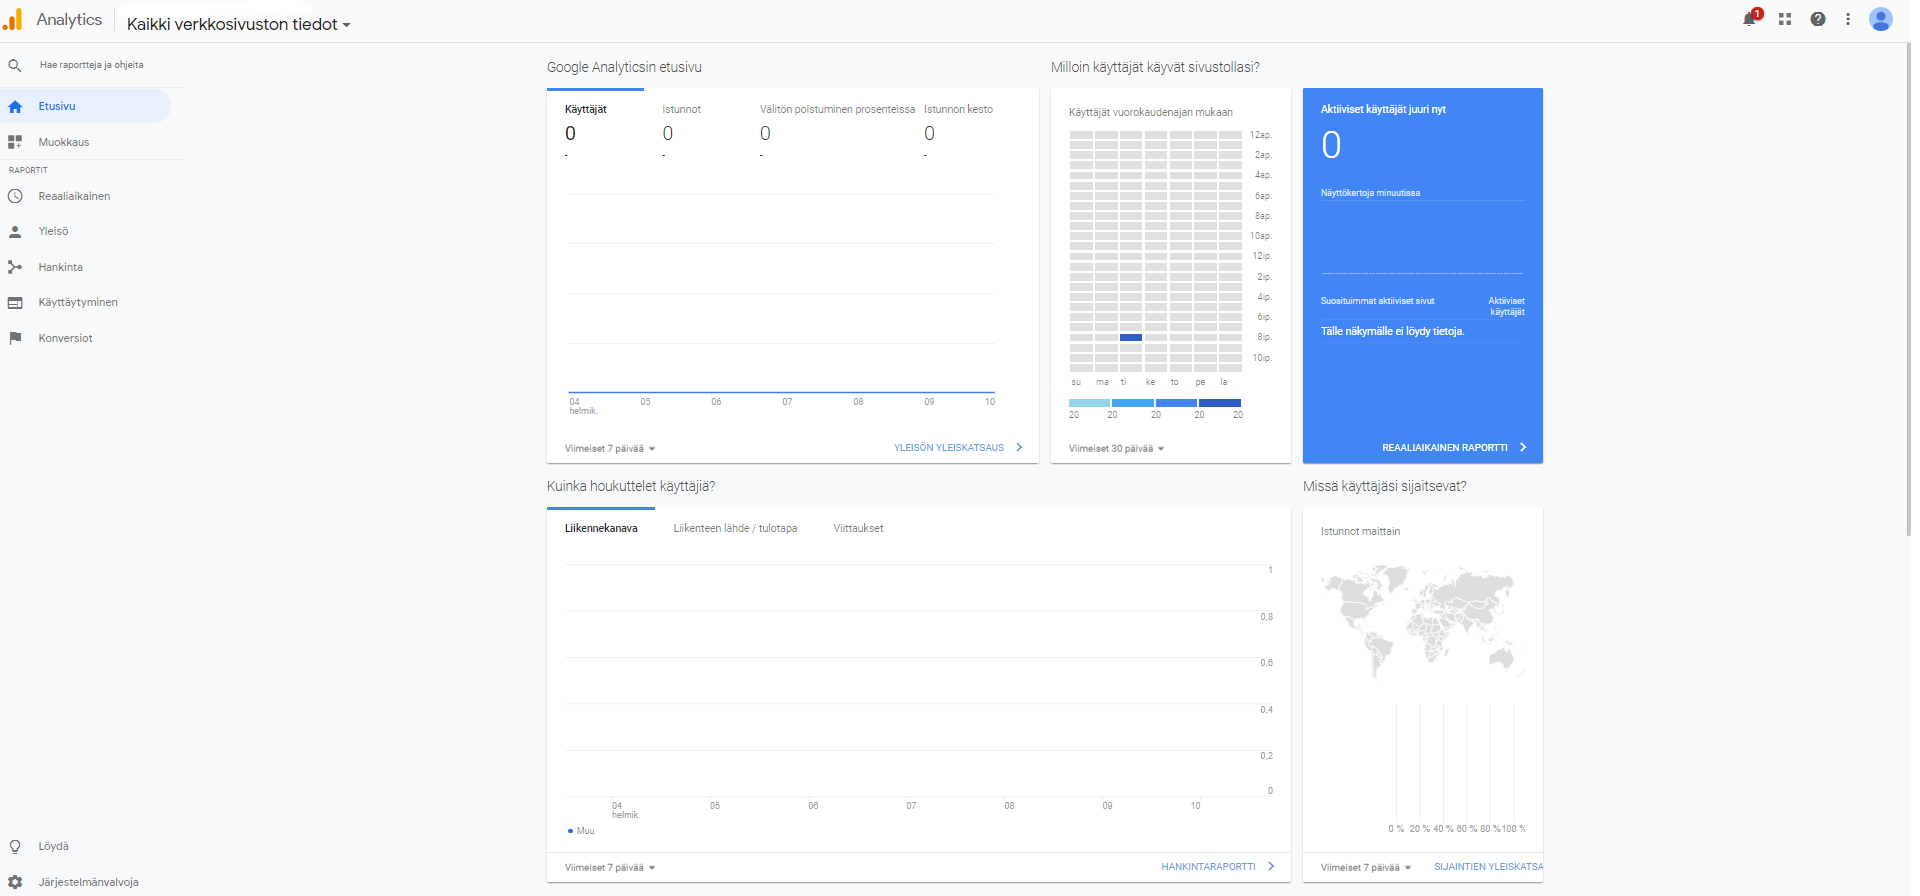 Analytics
Kaikki verkkosivuston tiedot
1
Hae raportteja ja ohjeita
Etusivu
Muokkaus
RAPORTIT
Reaaliaikainen
Yleisö
Hankinta
Käyttäytyminen
Konversiot
Löydä
Järjestelmänvalvoja
Google Analyticsin etusivu
Käyttäjät
0
-
Istunnot
0
-
Välitön poistuminen prosenteissa
0
-
Istunnon kesto
0
-
04 05 06 07 08 09 10
helmik.
Viimeiset 7 päivää
YLEISÖN YLEISKATSAUS
Milloin käyttäjät käyvät sivustollasi?
Käyttäjät vuorokaudenajan mukaan
12ap.
2ap.
4ap.
6ap.
8ap.
10ap.
12ip.
2ip.
4ip.
6ip.
8ip.
10ip.
su ma ti ke to pe la
20 20 20 20 20
Viimeiset 30 päivää
Aktiiviset käyttäjät juuri nyt
0
Näyttökertoja minuutissa
Suosituimmat aktiiviset sivut
Aktiiviset
käyttäjät
Tälle näkymälle ei löydy tietoja.
REAALIAIKAINEN RAPORTTI
Kuinka houkuttelet käyttäjiä?
Liikennekanava
Liikenteen lähde / tulotapa
Viittaukset
1
0,8
0,6
0,4
0,2
0
04 05 06 07 08 09 10
helmik.
Muu
Viimeiset 7 päivää
HANKINTARAPORTTI
Missä käyttäjäsi sijaitsevat?
Istunnot maittain
0 % 20 % 40 % 60 % 80 % 100 %
Viimeiset 7 päivää
SIJAINTIEN YLEISKATSA